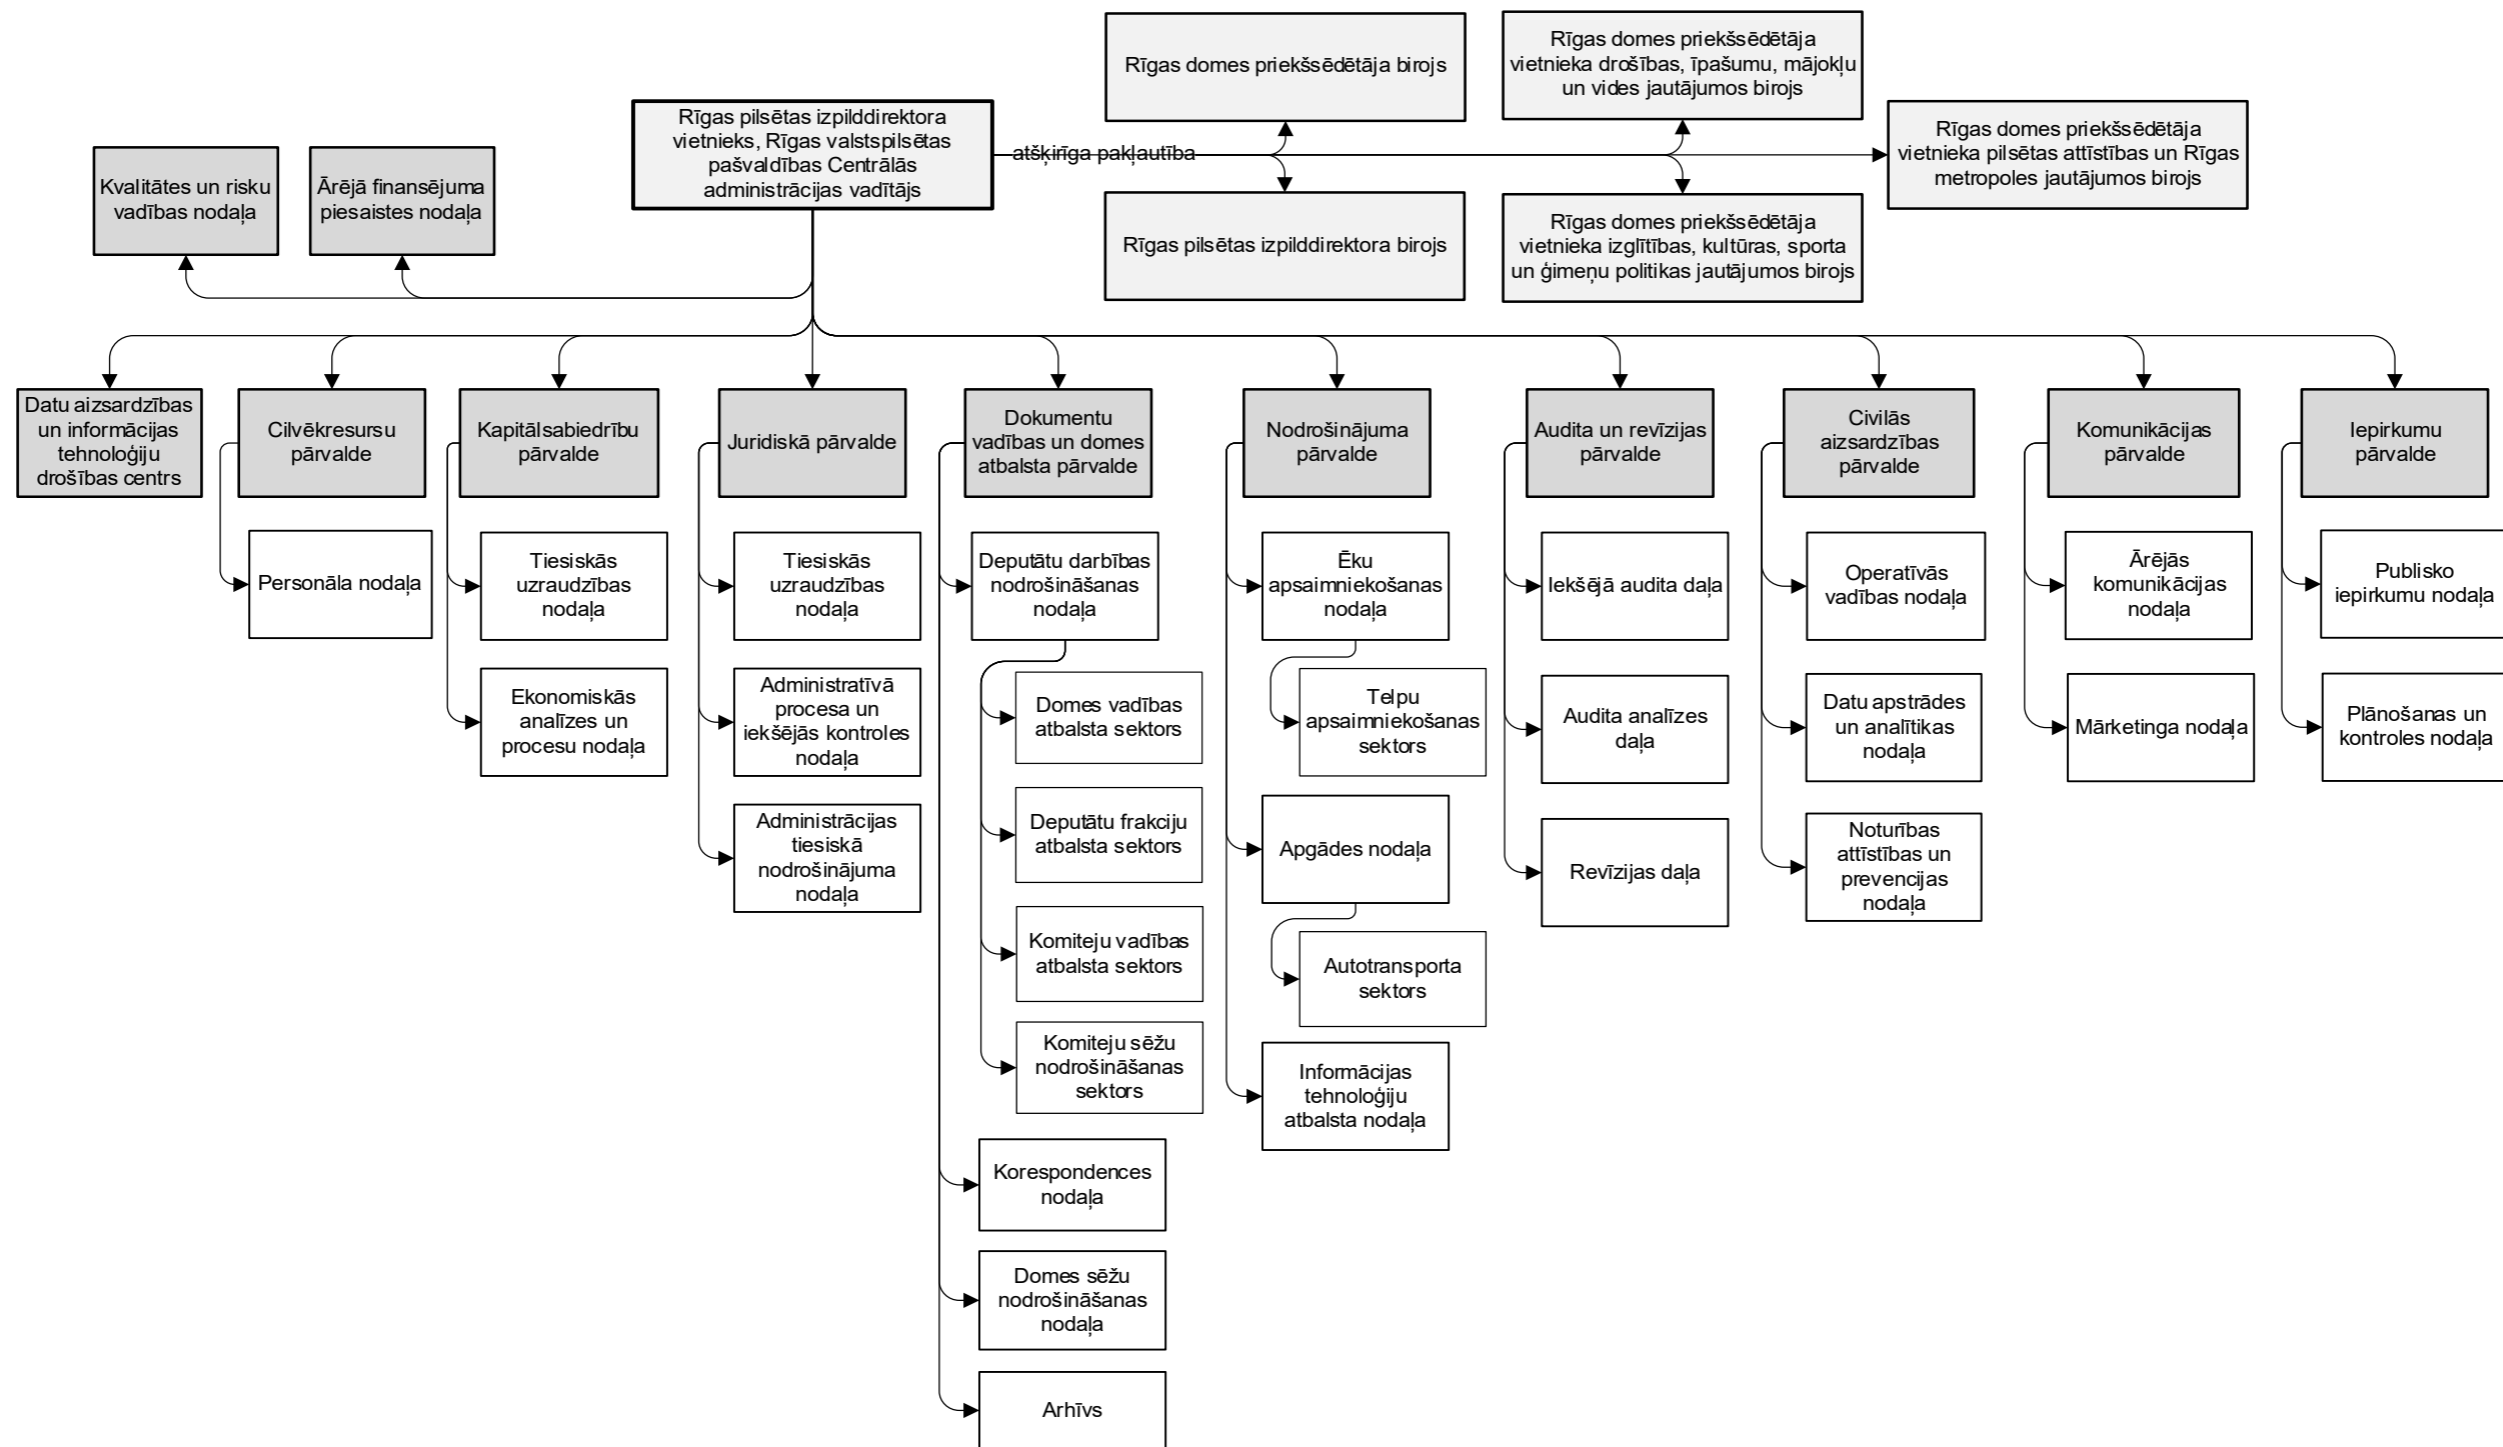 Rīgas domes priekšsēdētāja birojs
Rīgas domes priekšsēdētāja
vietnieka drošības, īpašumu, mājokļu
un vides jautājumos birojs
Rīgas pilsētas izpilddirektora
vietnieks, Rīgas valstspilsētas
pašvaldības Centrālās
administrācijas vadītājs
atšķirīga pakļautība
Rīgas domes priekšsēdētāja
vietnieka pilsētas attīstības un Rīgas
metropoles jautājumos birojs
Kvalitātes un risku
vadības nodaļa
Ārējā finansējuma
piesaistes nodaļa
Rīgas pilsētas izpilddirektora birojs
Rīgas domes priekšsēdētāja
vietnieka izglītības, kultūras, sporta
un ģimeņu politikas jautājumos birojs
Datu aizsardzības
un informācijas
tehnoloģiju
drošības centrs
Cilvēkresursu
pārvalde
Kapitālsabiedrību
pārvalde
Juridiskā pārvalde
Dokumentu
vadības un domes
atbalsta pārvalde
Nodrošinājuma
pārvalde
Audita un revīzijas
pārvalde
Civilās
aizsardzības
pārvalde
Komunikācijas
pārvalde
Iepirkumu
pārvalde
Personāla nodaļa
Tiesiskās
uzraudzības
nodaļa
Ekonomiskās
analīzes un
procesu nodaļa
Tiesiskās
uzraudzības
nodaļa
Administratīvā
procesa un
iekšējās kontroles
nodaļa
Administrācijas
tiesiskā
nodrošinājuma
nodaļa
Deputātu darbības
nodrošināšanas
nodaļa
Domes vadības
atbalsta sektors
Deputātu frakciju
atbalsta sektors
Komiteju vadības
atbalsta sektors
Komiteju sēžu
nodrošināšanas
sektors
Korespondences
nodaļa
Domes sēžu
nodrošināšanas
nodaļa
Arhīvs
Ēku
apsaimniekošanas
nodaļa
Telpu
apsaimniekošanas
sektors
Apgādes nodaļa
Autotransporta
sektors
Informācijas
tehnoloģiju
atbalsta nodaļa
Iekšējā audita daļa
Audita analīzes
daļa
Revīzijas daļa
Operatīvās
vadības nodaļa
Datu apstrādes
un analītikas
nodaļa
Noturības
attīstības un
prevencijas
nodaļa
Ārējās
komunikācijas
nodaļa
Mārketinga nodaļa
Publisko
iepirkumu nodaļa
Plānošanas un
kontroles nodaļa